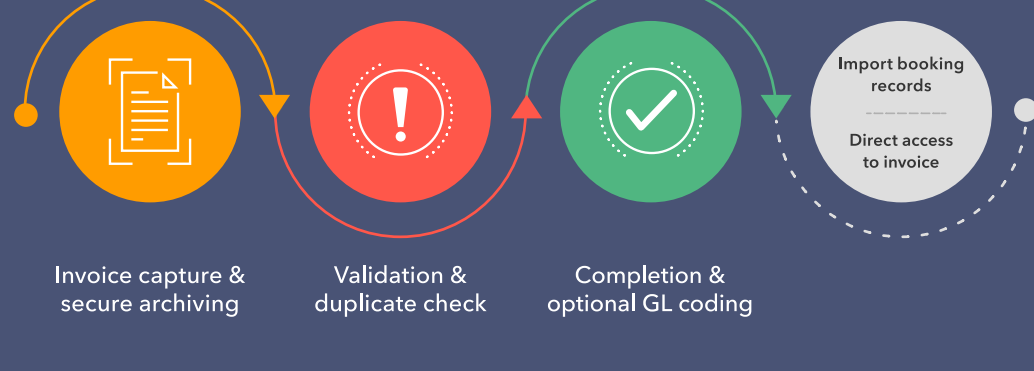 Import booking
records
Direct access
to invoice
Invoice capture &
secure archiving
Validation &
duplicate check
Completion &
optional GL coding